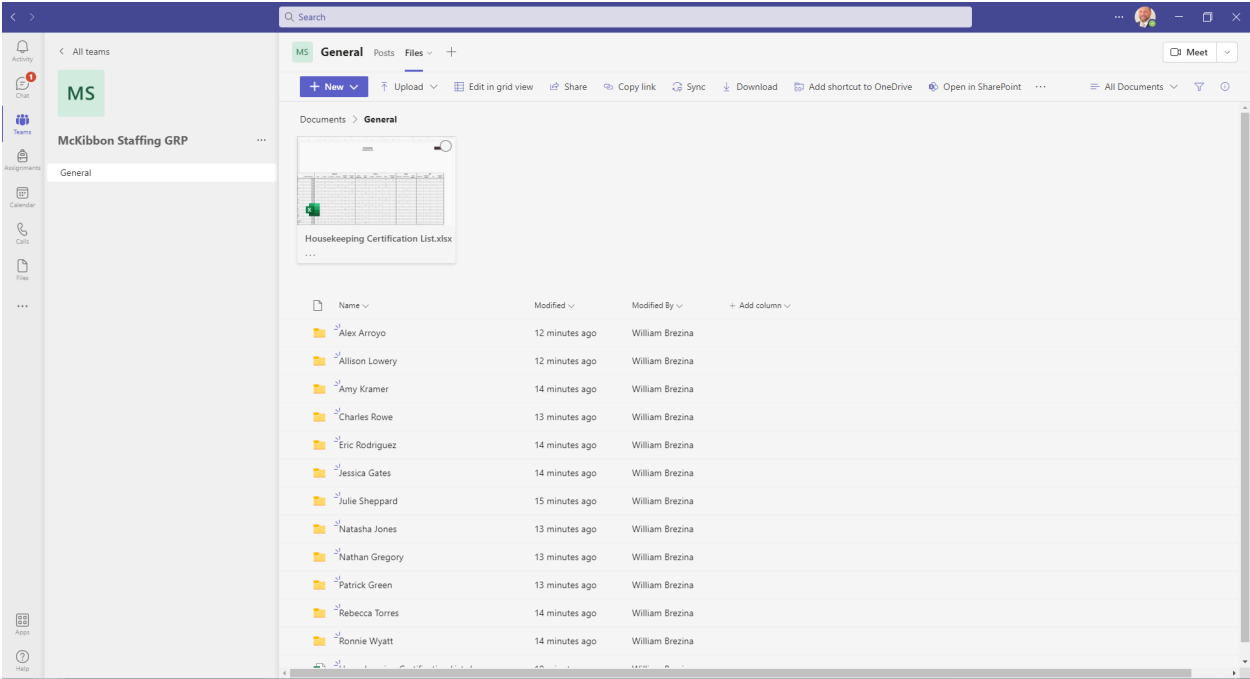 Search
Activity
Chat
1
Teams
Assignments
Calendar
Calls
Files
Apps
Help
All teams
MS
McKibbon Staffing GRP
General
MS General Posts Files
Meet
New Upload Edit in grid view Share Copy link Sync Download Add shortcut to OneDrive Open in SharePoint All Documents
Documents > General
Housekeeping Certification List.xlsx
Name Modified Modified By + Add column
Alex Arroyo 12 minutes ago William Brezina
Allison Lowery 12 minutes ago William Brezina
Amy Kramer 14 minutes ago William Brezina
Charles Rowe 13 minutes ago William Brezina
Eric Rodriguez 14 minutes ago William Brezina
Jessica Gates 14 minutes ago William Brezina
Julie Sheppard 15 minutes ago William Brezina
Natasha Jones 13 minutes ago William Brezina
Nathan Gregory 13 minutes ago William Brezina
Patrick Green 13 minutes ago William Brezina
Rebecca Torres 14 minutes ago William Brezina
Ronnie Wyatt 14 minutes ago William Brezina